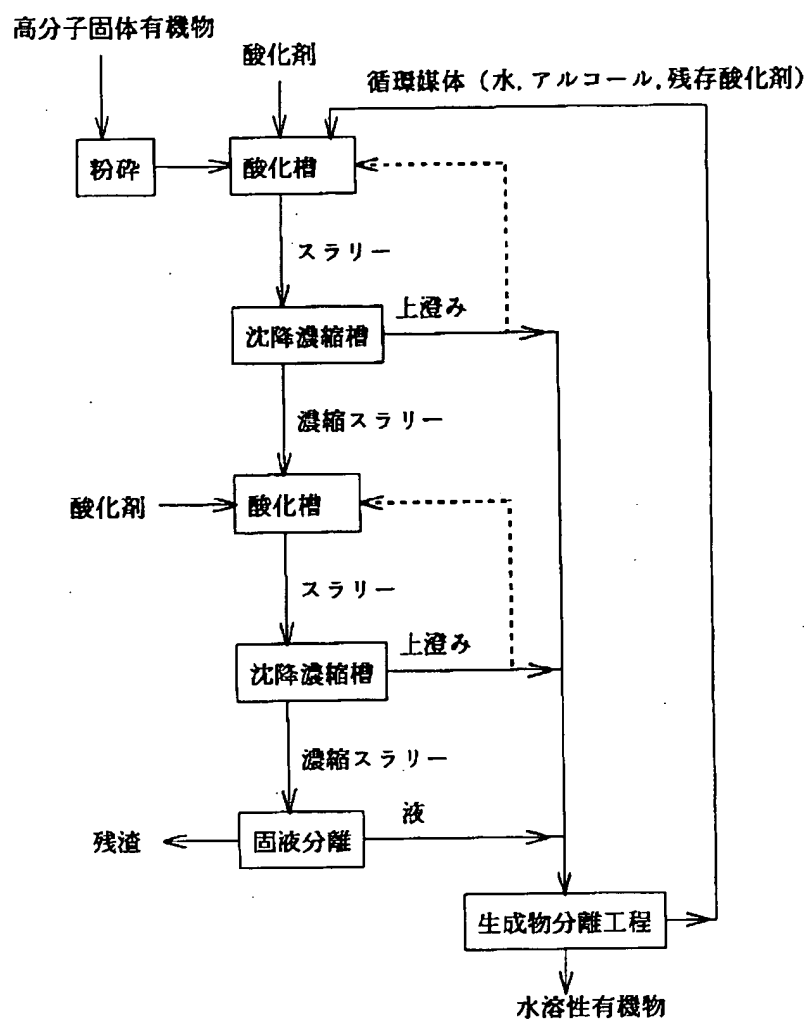 高分子固体有機物
酸化剤
循環媒体（水，アルコール，残存酸化剤）
粉砕
酸化槽
スラリー
沈降濃縮槽
上澄み
濃縮スラリー
酸化剤
酸化槽
スラリー
沈降濃縮槽
上澄み
濃縮スラリー
残渣
固液分離
液
生成物分離工程
水溶性有機物